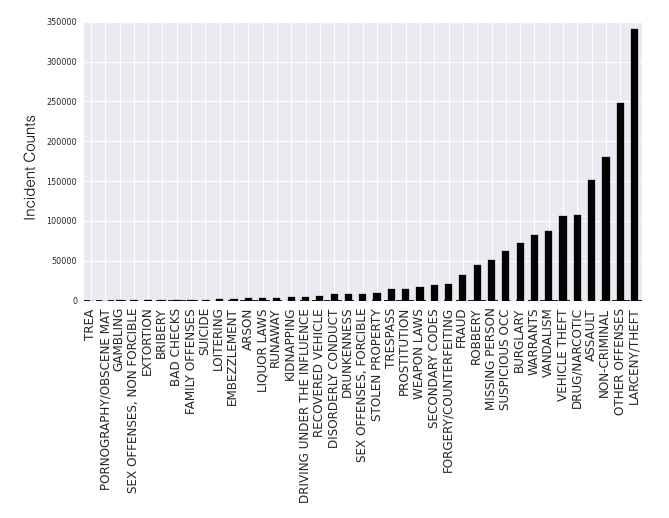 350000
300000
250000
200000
150000
100000
50000
0
Incident Counts
TREA
PORNOGRAPHY/OBSCENE MAT
GAMBLING
SEX OFFENSES, NON FORCIBLE
EXTORTION
BRIBERY
BAD CHECKS
FAMILY OFFENSES
SUICIDE
LOITERING
EMBEZZLEMENT
ARSON
LIQUOR LAWS
RUNAWAY
KIDNAPPING
DRIVING UNDER THE INFLUENCE
RECOVERED VEHICLE
DISORDERLY CONDUCT
DRUNKENNESS
SEX OFFENSES, FORCIBLE
STOLEN PROPERTY
TRESPASS
PROSTITUTION
WEAPON LAWS
SECONDARY CODES
FORGERY/COUNTERFEITING
FRAUD
ROBBERY
MISSING PERSON
SUSPICIOUS OCC
BURGLARY
WARRANTS
VANDALISM
VEHICLE THEFT
DRUG/NARCOTIC
ASSAULT
NON-CRIMINAL
OTHER OFFENSES
LARCENY/THEFT